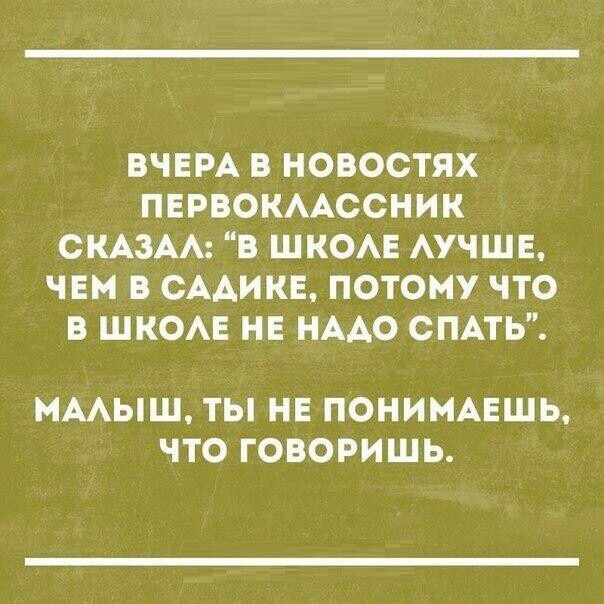 ВЧЕРА В НОВОСТЯХ
ПЕРВОКЛАССНИК
СКАЗАЛ: “В ШКОЛЕ ЛУЧШЕ,
ЧЕМ В САДИКЕ, ПОТОМУ ЧТО
В ШКОЛЕ НЕ НАДО СПАТЬ”.
МАЛЫШ, ТЫ НЕ ПОНИМАЕШЬ,
ЧТО ГОВОРИШЬ.